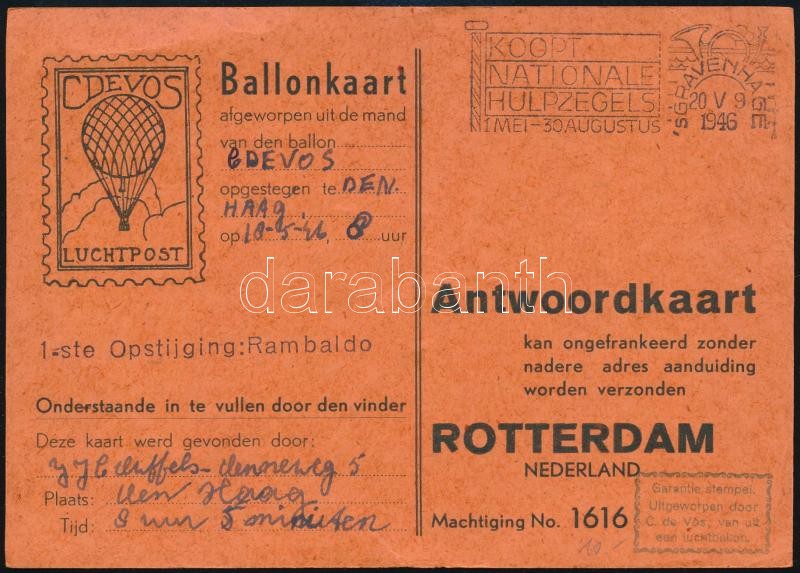 CDEVOS
LUCHTPOST
Ballonkaart
afgeworpen uit de mand
van den ballon
CDEVOS
opgestegen te DEN.
HAAG.
op 18-5-46, 8 uur
1-ste Opstijging: Rambaldo
Onderstaande in te vullen door den vinder
Deze kaart werd gevonden door:
5
Plaats: den Haag
Tijd: 8 uur 5 minuten
KOOPT
NATIONALE
HULPZEGELS
1 MEI-30 AUGUSTUS
'SGRAVENHAGE
20 V 9
1946
darabanth
Antwoordkaart
kan ongefrankeerd zonder
nadere adres aanduiding
worden verzonden
ROTTERDAM
NEDERLAND
Machtiging No. 1616
Garantie stempel.
Uitgeworpen door
C. de Vos, van uit
een luchtballon.
10.-